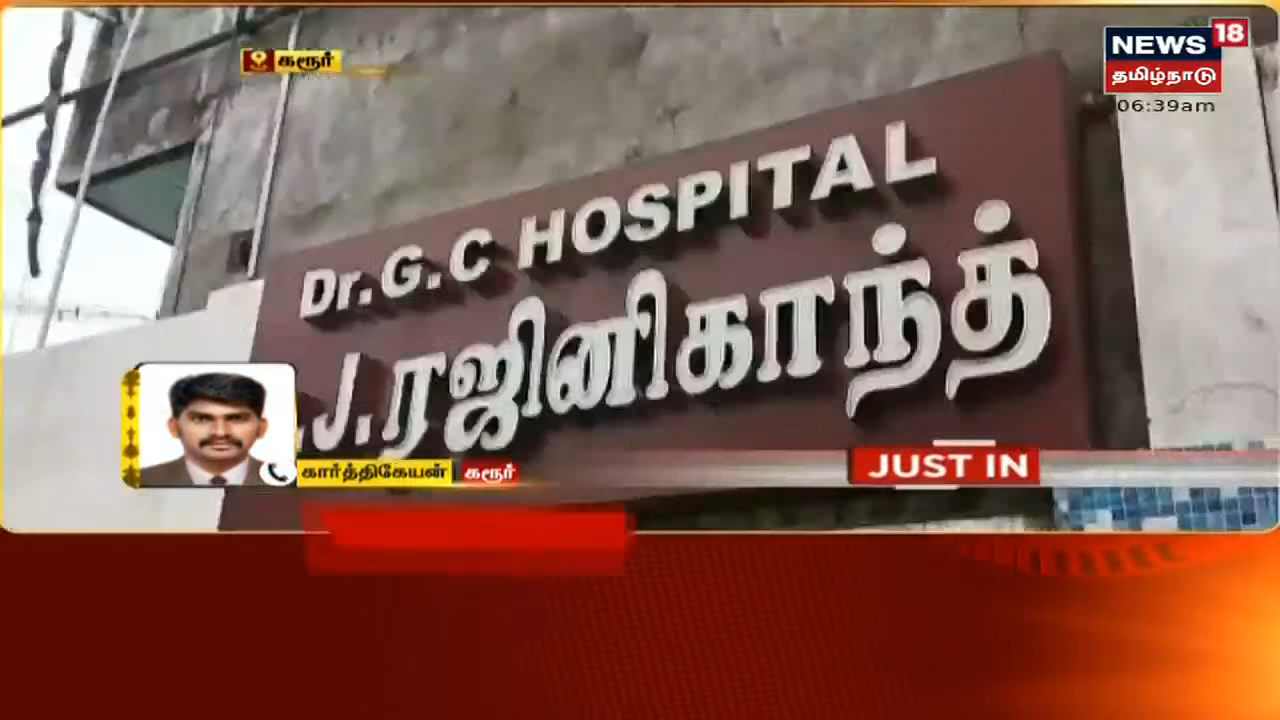 கரூர்
NEWS 18
தமிழ்நாடு
06:39am
Dr. G. C HOSPITAL
J.ரஜினிகாந்த்
கார்த்திகேயன் கரூர்
JUST IN